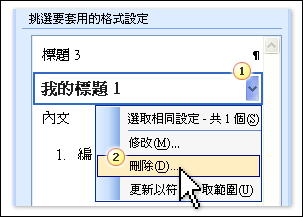 挑選要套用的格式設定
標題 3 ¶
我的標題 1
1
內文
選取相同設定 - 共 1 個(S)
修改(M)...
1. 編
2
刪除(D)...
更新以符 取範圍(U)